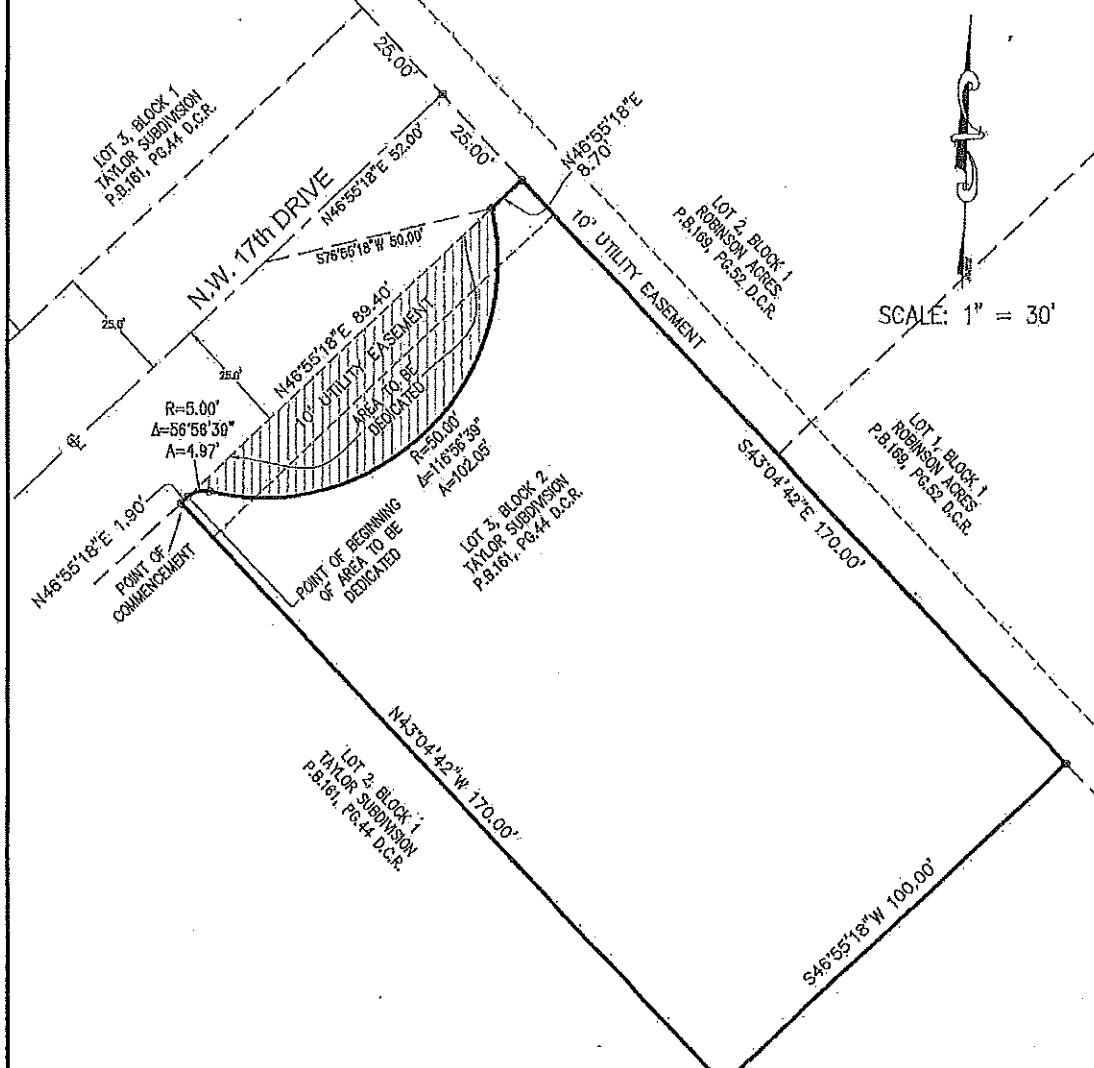 25.00'
LOT 3, BLOCK 1
TAYLOR SUBDIVISION
P.B.161, PG.44 D.C.R.
25.00'
N46°55'18"E
8.70'
N.W. 17th DRIVE
N46°55'18"E 52.00'
S76°55'18"W 50.00'
10' UTILITY EASEMENT
LOT 2, BLOCK 1
ROBINSON ACRES
P.B.169, PG.52 D.C.R.
SCALE: 1" = 30'
25.0'
25.0'
N46°55'18"E 89.40'
10' UTILITY EASEMENT
AREA TO BE
DEDICATED
R=5.00'
Δ=56°56'39"
A=4.97'
R=50.00'
Δ=116°56'39"
A=102.05'
LOT 1, BLOCK 1
ROBINSON ACRES
P.B.169, PG.52 D.C.R.
S43°04'42"E 170.00'
N46°55'18"E 1.90'
POINT OF
COMMENCEMENT
POINT OF BEGINNING
OF AREA TO BE
DEDICATED
LOT 3, BLOCK 2
TAYLOR SUBDIVISION
P.B.161, PG.44 D.C.R.
N43°04'42"W 170.00'
LOT 2, BLOCK 1
TAYLOR SUBDIVISION
P.B.161, PG.44 D.C.R.
S46°55'18"W 100.00'